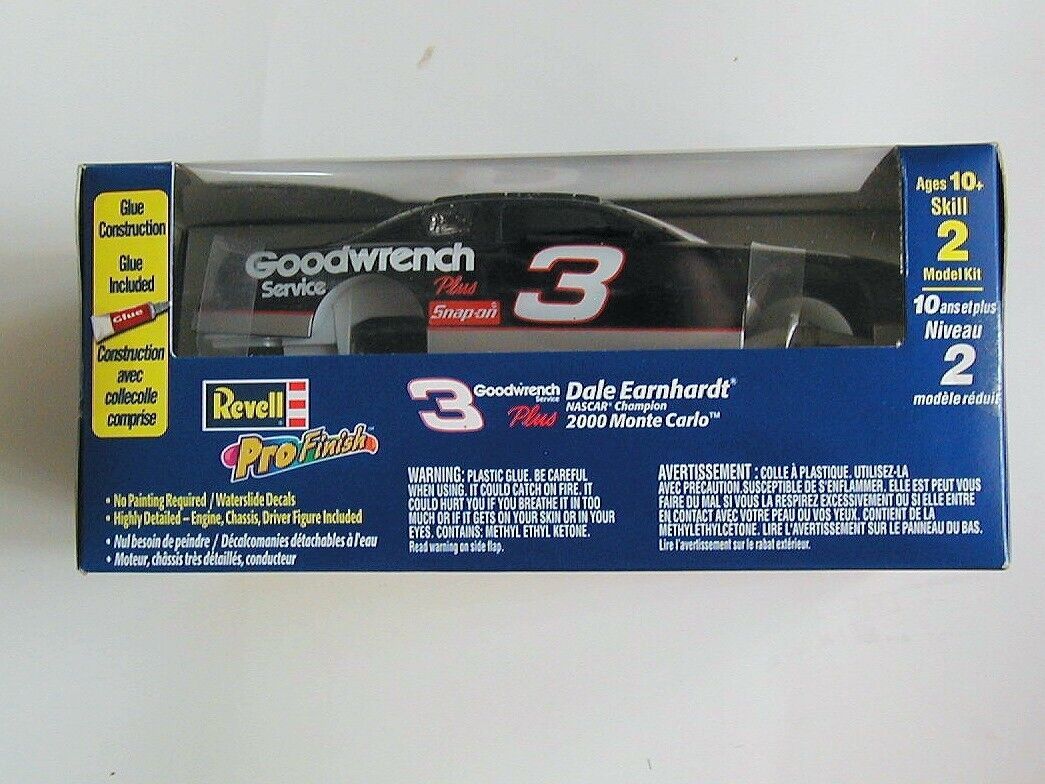 Glue
Construction
Glue
Included
Glue
Construction
avec
collecolle
comprise
Goodwrench
Service
Plus
Snap-on
3
Ages 10+
Skill
2
Model Kit
10 ans et plus
Niveau
2
modèle réduit
Revell
ProFinish™
• No Painting Required / Waterslide Decals
• Highly Detailed – Engine, Chassis, Driver Figure Included
• Nul besoin de peindre / Décalcomanies détachables à l'eau
• Moteur, châssis très détaillés, conducteur
3
Goodwrench
Service
Plus
Dale Earnhardt®
NASCAR® Champion
2000 Monte Carlo™
WARNING: PLASTIC GLUE. BE CAREFUL
WHEN USING. IT COULD CATCH ON FIRE. IT
COULD HURT YOU IF YOU BREATHE IT IN TOO
MUCH OR IF IT GETS ON YOUR SKIN OR IN YOUR
EYES. CONTAINS: METHYL ETHYL KETONE.
Read warning on side flap.
AVERTISSEMENT : COLLE À PLASTIQUE. UTILISEZ-LA
AVEC PRÉCAUTION. SUSCEPTIBLE DE S'ENFLAMMER. ELLE EST PEUT VOUS
FAIRE DU MAL SI VOUS LA RESPIREZ EXCESSIVEMENT OU SI ELLE ENTRE
EN CONTACT AVEC VOTRE PEAU OU VOS YEUX. CONTIENT DE LA
METHYLETHYLCÉTONE. LIRE L'AVERTISSEMENT SUR LE PANNEAU DU BAS.
Lire l'avertissement sur le rabat extérieur.